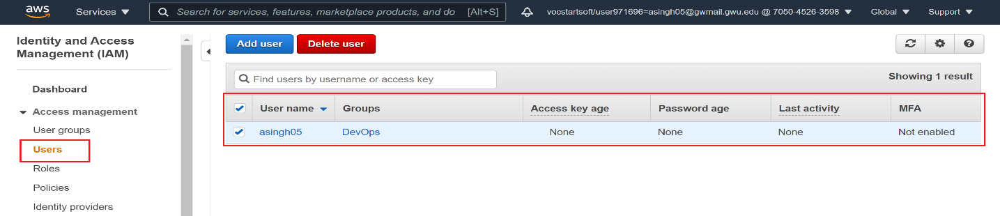 aws Services Search for services, features, marketplace products, and do [Alt+S] vocstartsoft/user971696=asingh05@gwmail.gwu.edu @ 7050-4526-3598 Global Support
Identity and Access
Management (IAM)
Dashboard
Access management
User groups
Users
Roles
Policies
Identity providers
Add user Delete user
Find users by username or access key Showing 1 result
User name Groups Access key age Password age Last activity MFA
asingh05 DevOps None None None Not enabled